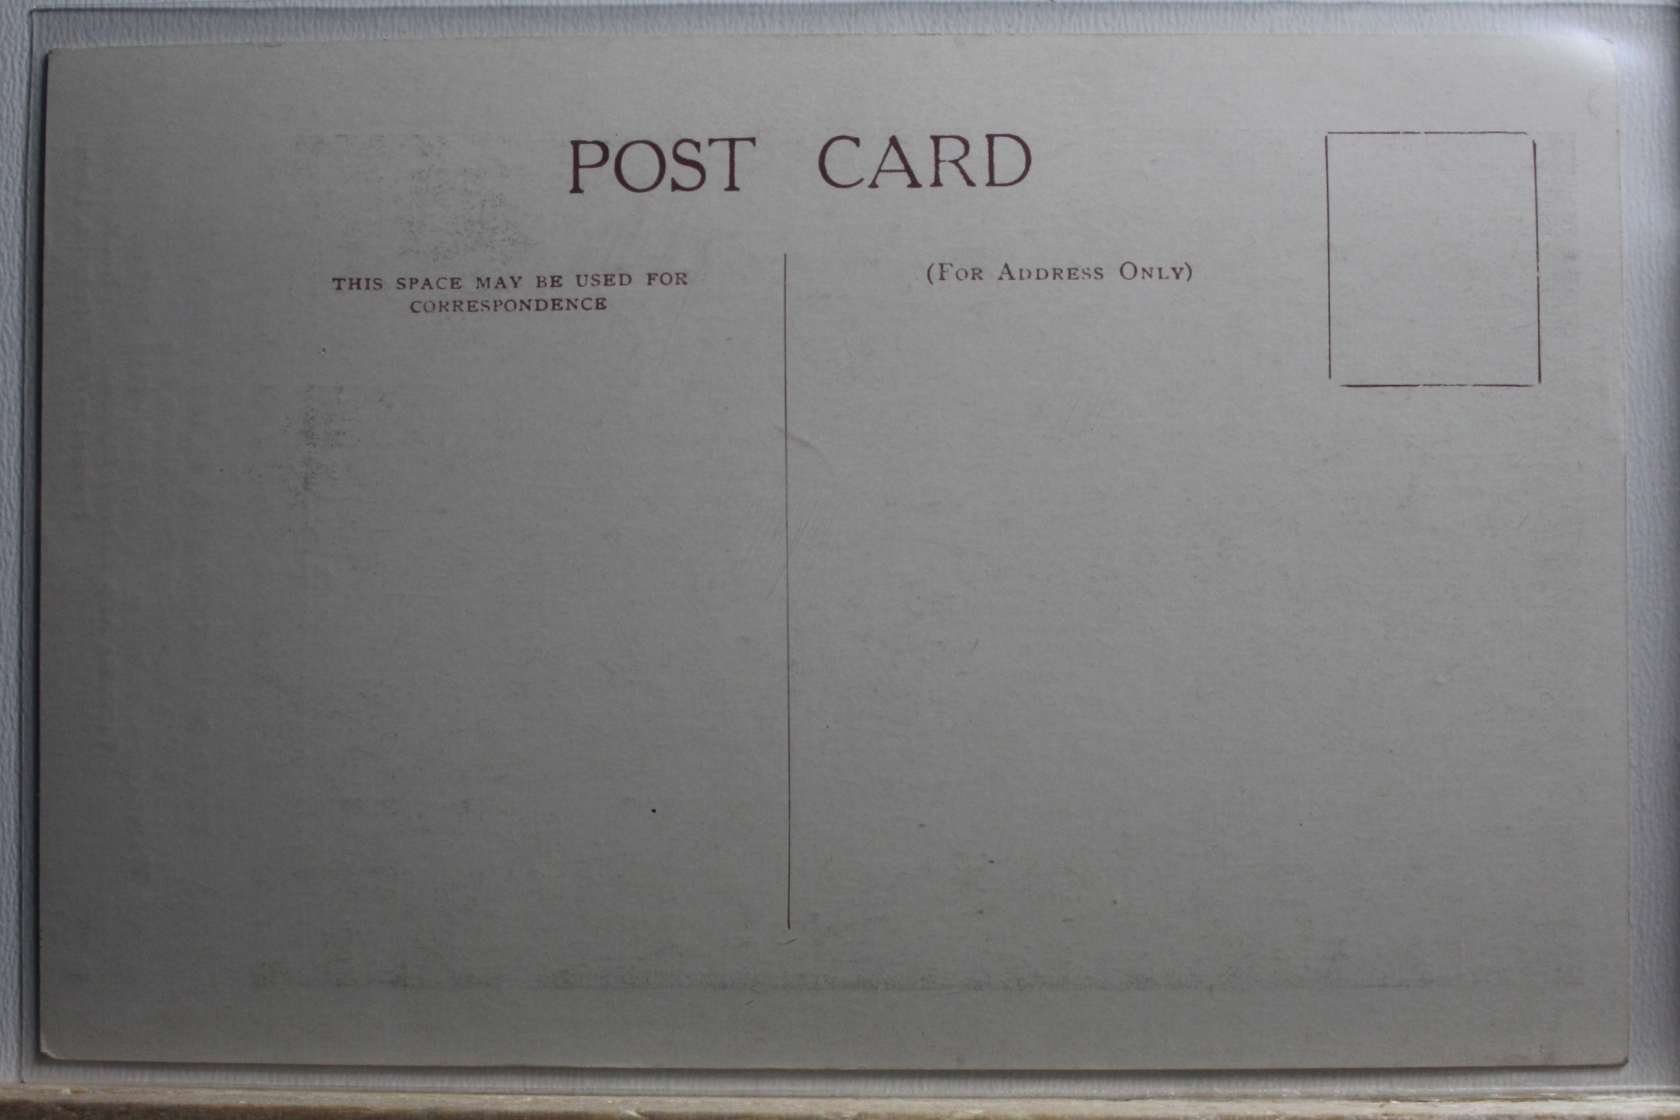 POST CARD
THIS SPACE MAY BE USED FOR
CORRESPONDENCE
(FOR ADDRESS ONLY)